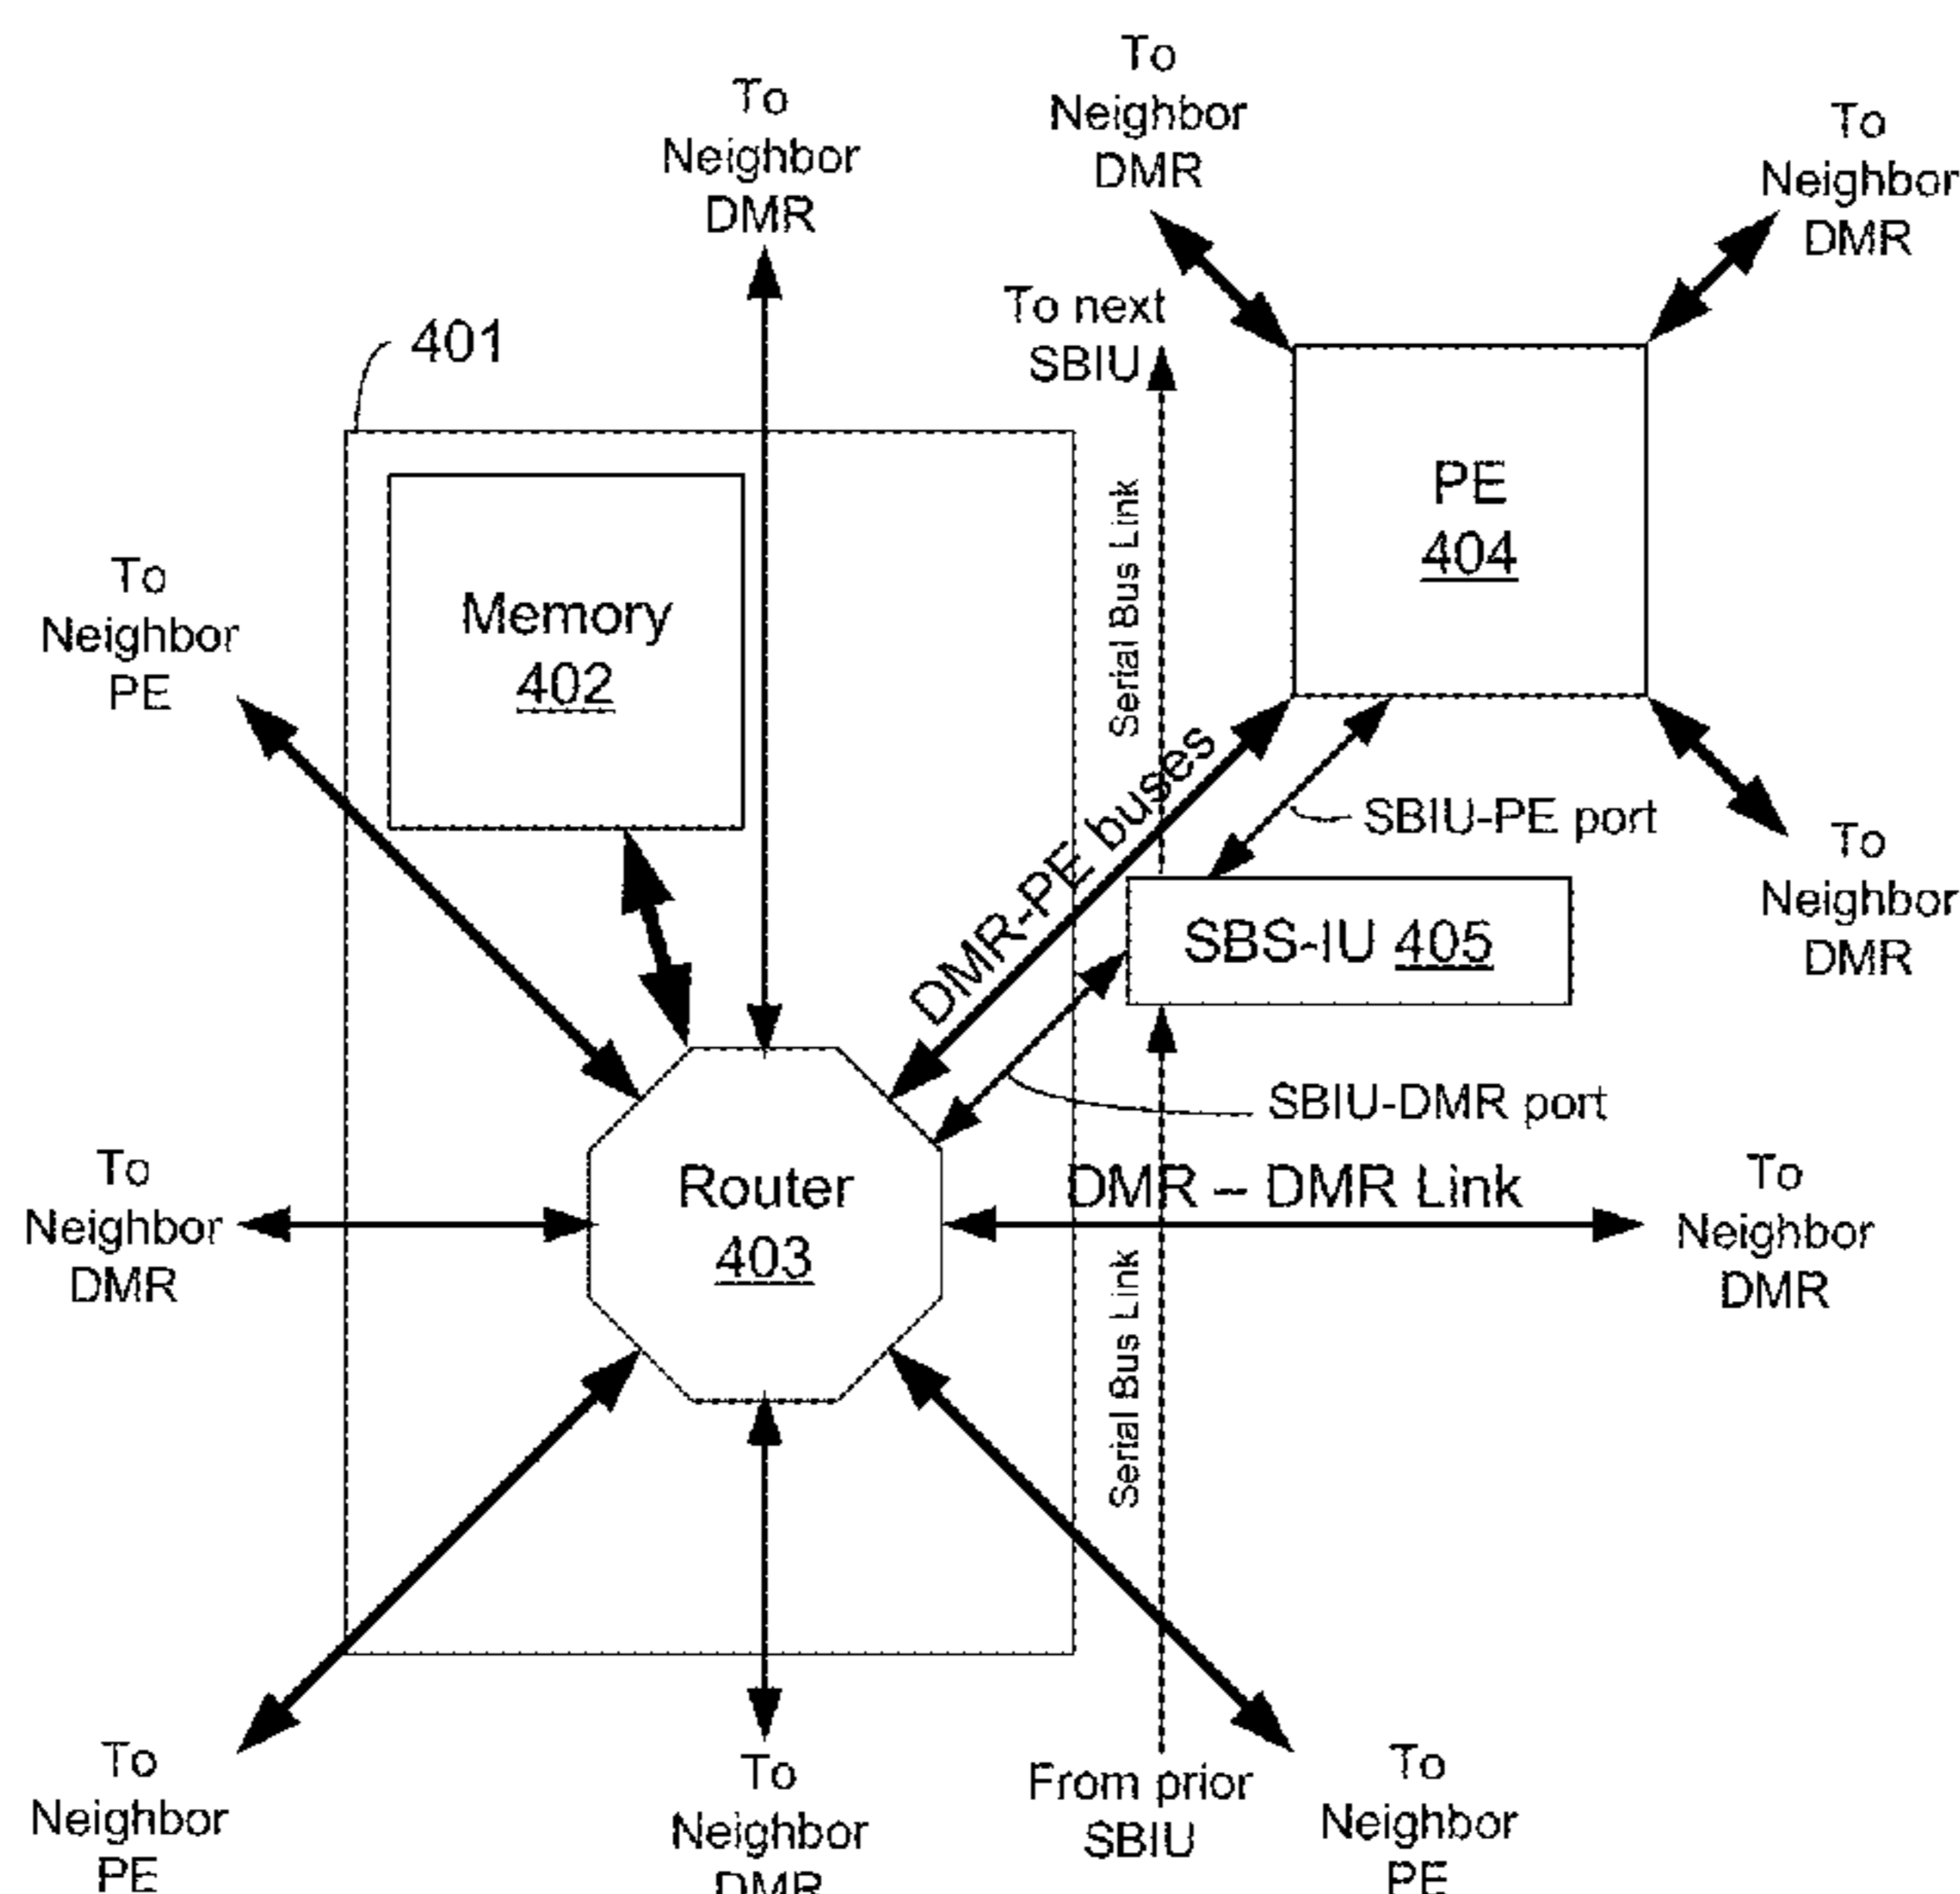 To
Neighbor
DMR
To
Neighbor
DMR
To
Neighbor
DMR
To next
SBIU
401
Serial Bus Link
PE
404
Memory
402
To
Neighbor
PE
DMR-PE buses
SBIU-PE port
To
Neighbor
DMR
SBS-IU 405
SBIU-DMR port
To
Neighbor
DMR
Router
403
DMR – DMR Link
To
Neighbor
DMR
Serial Bus Link
To
Neighbor
PE
To
Neighbor
DMR
From prior
SBIU
To
Neighbor
PE